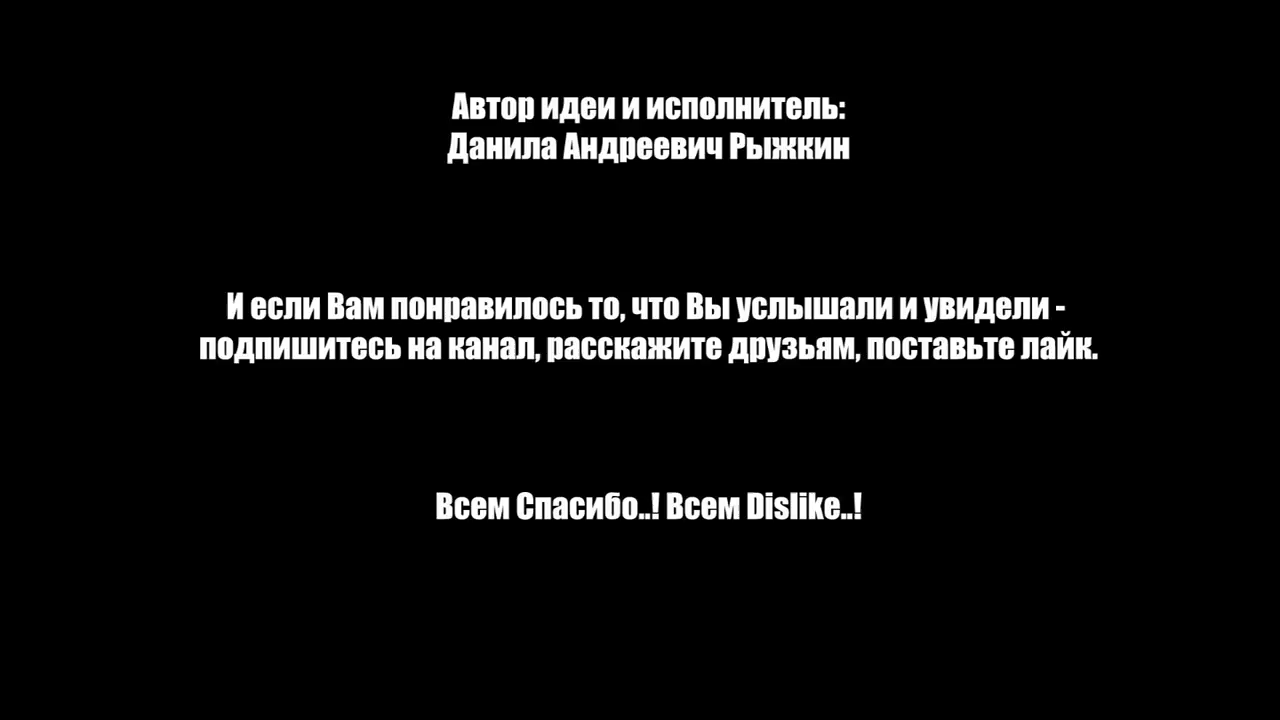 Автор идеи и исполнитель:
Данила Андреевич Рыжкин
И если Вам понравилось то, что Вы услышали и увидели -
подпишитесь на канал, расскажите друзьям, поставьте лайк.
Всем Спасибо..! Всем Dislike..!